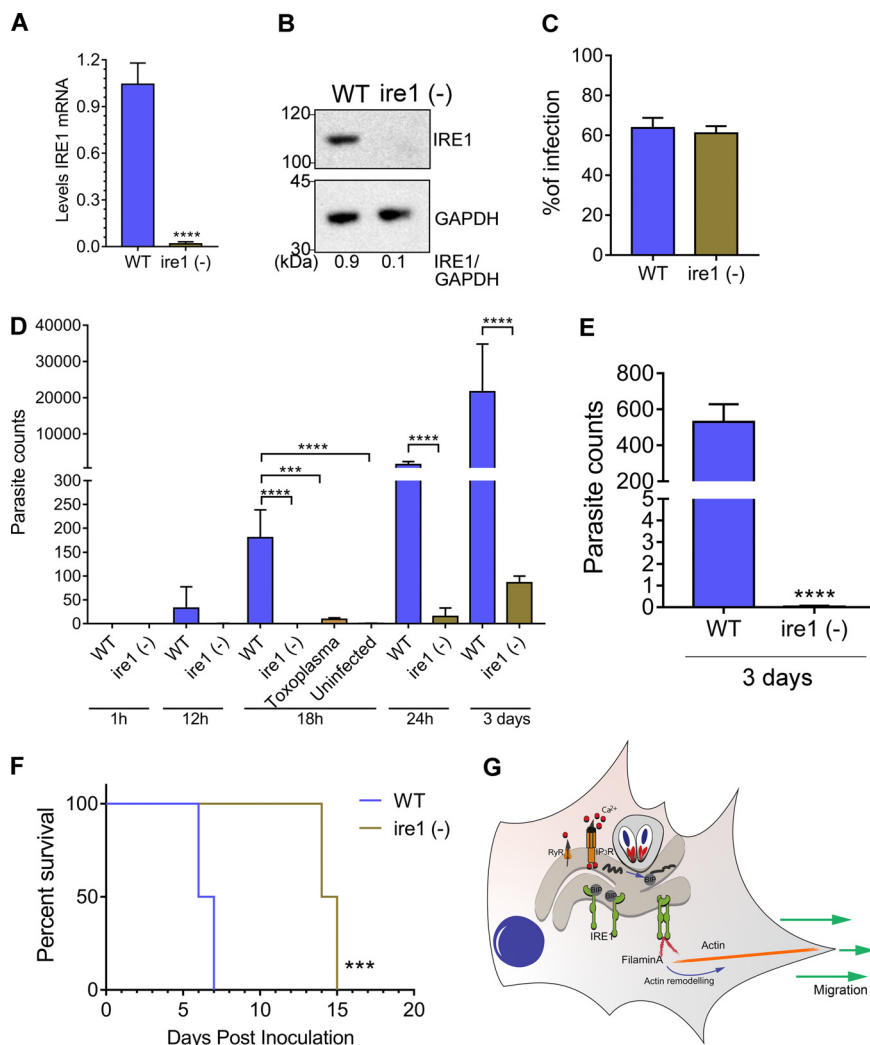 A
Levels IRE1 mRNA
1.2
0.9
0.6
0.3
0.0
****
WT ire1 (-)
B
WT ire1 (-)
120
100
IRE1
45
30
GAPDH
(kDa) 0.9 0.1 IRE1/
GAPDH
C
%of infection
100
80
60
40
20
0
WT ire1 (-)
D
Parasite counts
40000
30000
20000
10000
300
250
200
150
100
50
0
****
***
****
****
****
WT ire1 (-) WT ire1 (-) WT ire1 (-) Toxoplasma Uninfected WT ire1 (-) WT ire1 (-)
1h 12h 18h 24h 3 days
E
Parasite counts
800
600
400
200
5
4
3
2
1
0
****
WT ire1 (-)
3 days
F
Percent survival
100
50
0
WT
ire1 (-)
***
0 5 10 15 20
Days Post Inoculation
G
Ca2+
RyR
IP3R
BIP
BIP
BIP
IRE1
FilaminA
Actin
Actin remodelling
Migration